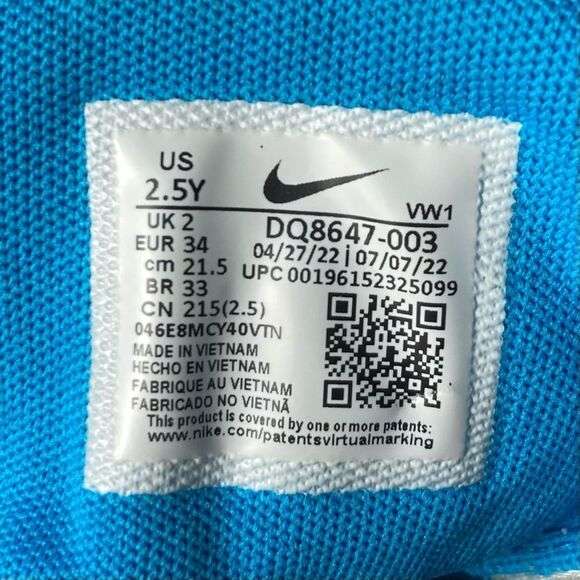 US
2.5Y
UK 2
EUR 34
cm 21.5
BR 33
CN 215(2.5)
VW1
DQ8647-003
04/27/22 | 07/07/22
UPC 00196152325099
046E8MCY40VTN
MADE IN VIETNAM
HECHO EN VIETNAM
FABRIQUE AU VIETNAM
FABRICADO NO VIETNÃ
This product is covered by one or more patents:
www.nike.com/patentsvirtualmarking